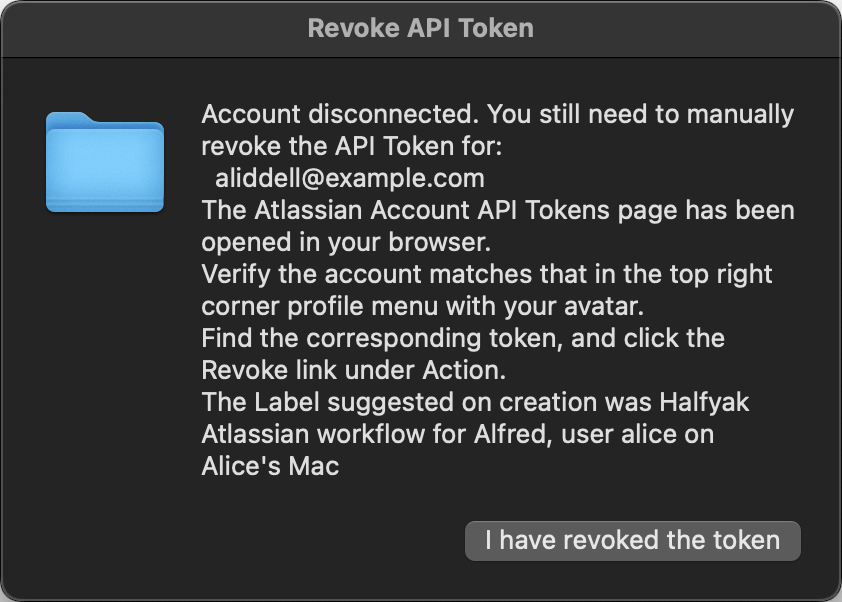 Revoke API Token
Account disconnected. You still need to manually
revoke the API Token for:
aliddell@example.com
The Atlassian Account API Tokens page has been
opened in your browser.
Verify the account matches that in the top right
corner profile menu with your avatar.
Find the corresponding token, and click the
Revoke link under Action.
The Label suggested on creation was Halfyak
Atlassian workflow for Alfred, user alice on
Alice's Mac
I have revoked the token